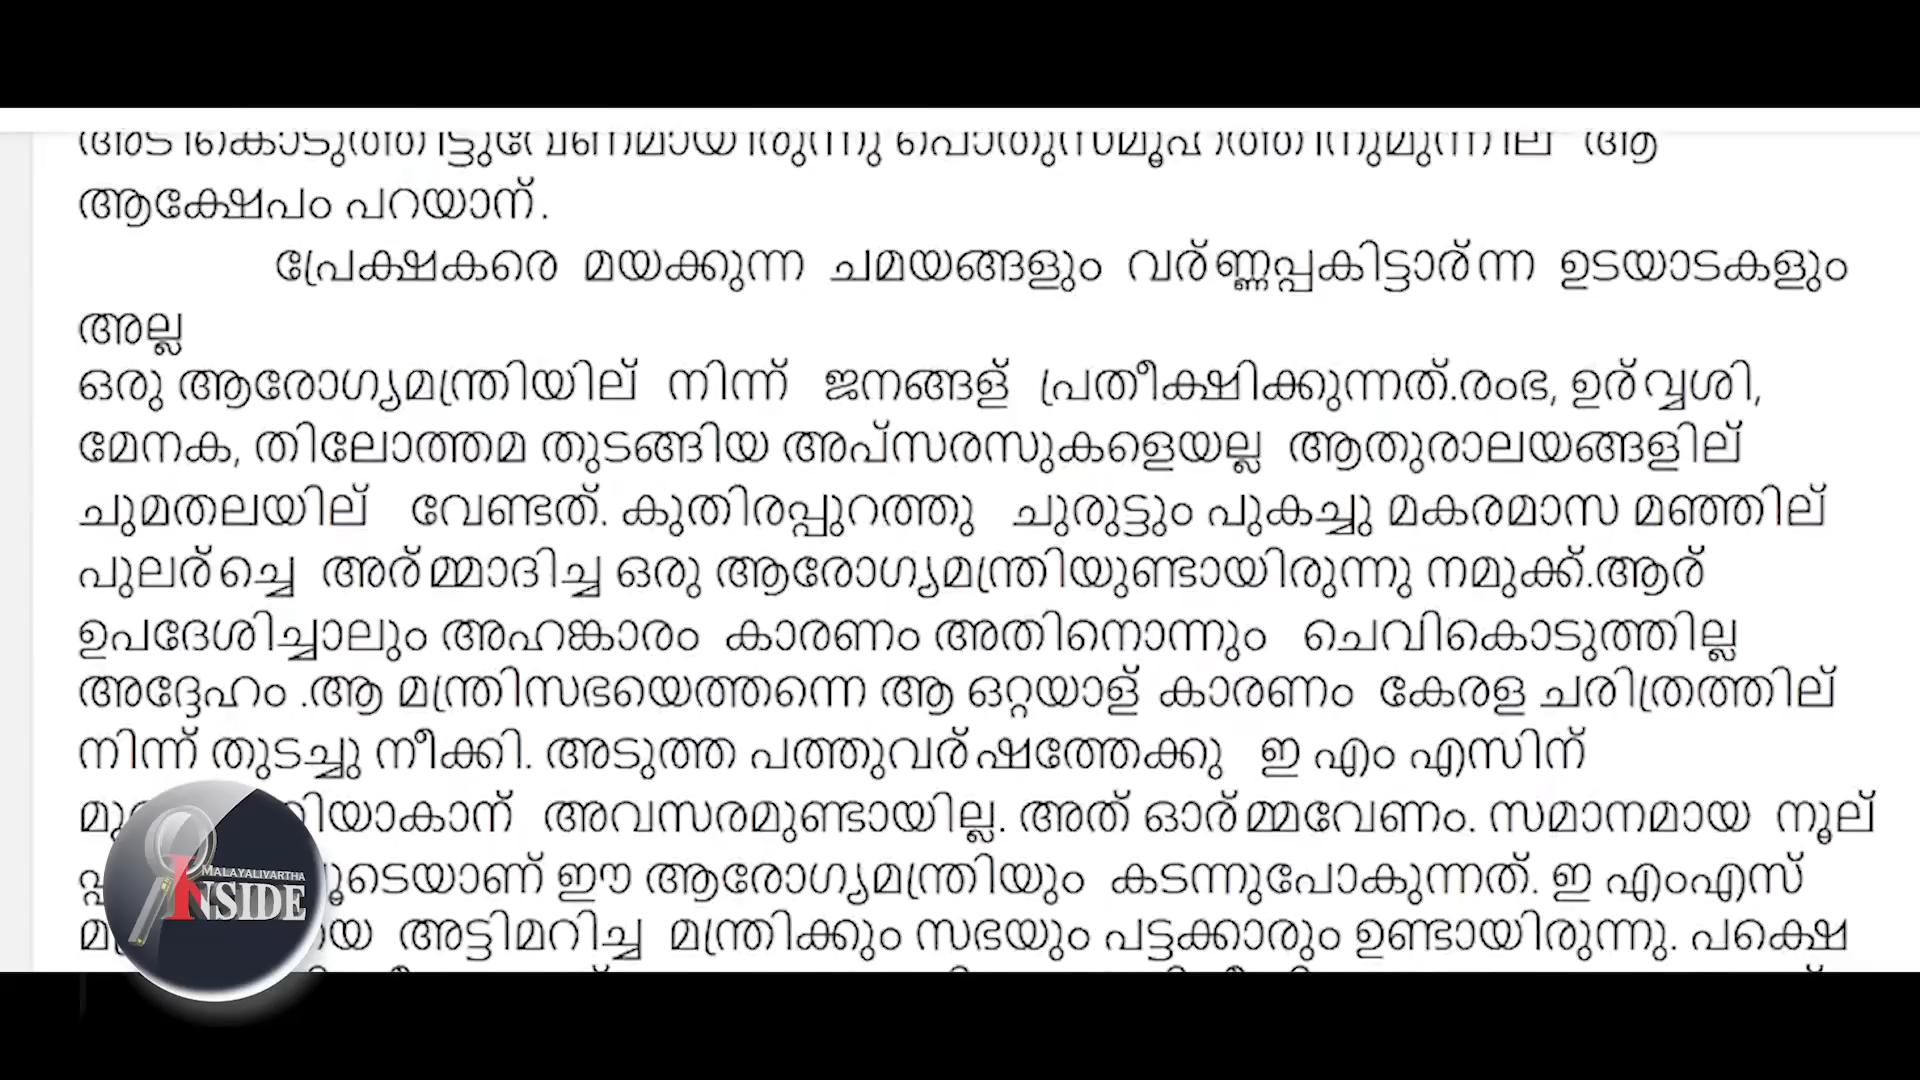 അടികൊടുത്തിട്ടുവേണമായിരുന്നു പൊതുസമൂഹത്തിനുമുന്നില് ആ
ആക്ഷേപം പറയാന്.
പ്രേക്ഷകരെ മയക്കുന്ന ചമയങ്ങളും വര്ണ്ണപ്പകിട്ടാര്ന്ന ഉടയാടകളും
അല്ല
ഒരു ആരോഗ്യമന്ത്രിയില് നിന്ന് ജനങ്ങള് പ്രതീക്ഷിക്കുന്നത്.രംഭ, ഉര്വ്വശി,
മേനക, തിലോത്തമ തുടങ്ങിയ അപ്സരസുകളെയല്ല ആതുരാലയങ്ങളില്
ചുമതലയില് വേണ്ടത്. കുതിരപ്പുറത്തു ചുരുട്ടും പുകച്ചു മകരമാസ മഞ്ഞില്
പുലര്ച്ചെ അര്മ്മാദിച്ച ഒരു ആരോഗ്യമന്ത്രിയുണ്ടായിരുന്നു നമുക്ക്.ആര്
ഉപദേശിച്ചാലും അഹങ്കാരം കാരണം അതിനൊന്നും ചെവികൊടുത്തില്ല
അദ്ദേഹം .ആ മന്ത്രിസഭയെത്തന്നെ ആ ഒറ്റയാള് കാരണം കേരള ചരിത്രത്തില്
നിന്ന് തുടച്ചു നീക്കി. അടുത്ത പത്തുവര്ഷത്തേക്കു ഇ എം എസിന്
അവസരമുണ്ടായില്ല. അത് ഓര്മ്മവേണം. സമാനമായ നൂല്
ഈ ആരോഗ്യമന്ത്രിയും കടന്നുപോകുന്നത്. ഇ എംഎസ്
അട്ടിമറിച്ച മന്ത്രിക്കും സഭയും പട്ടക്കാരും ഉണ്ടായിരുന്നു. പക്ഷെ
MALAYALIVARTHA
INSIDE